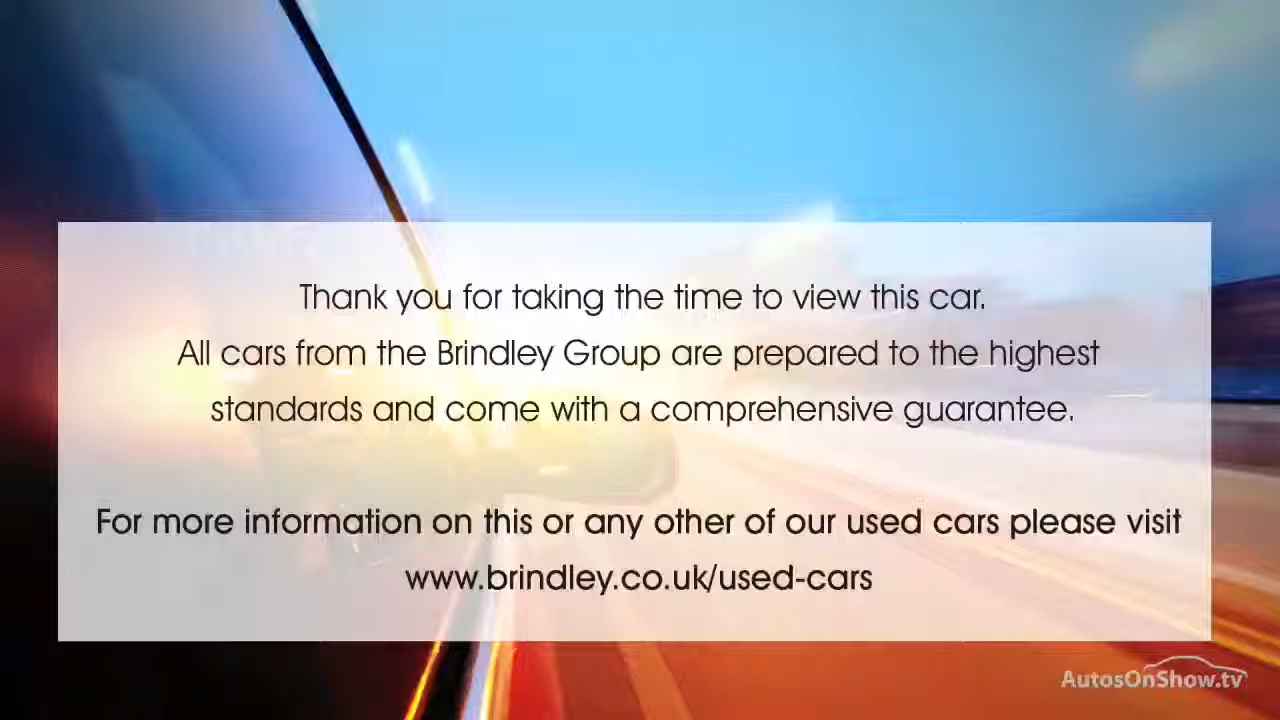 Thank you for taking the time to view this car.
All cars from the Brindley Group are prepared to the highest
standards and come with a comprehensive guarantee.
For more information on this or any other of our used cars please visit
www.brindley.co.uk/used-cars
AutosOnShow.tv